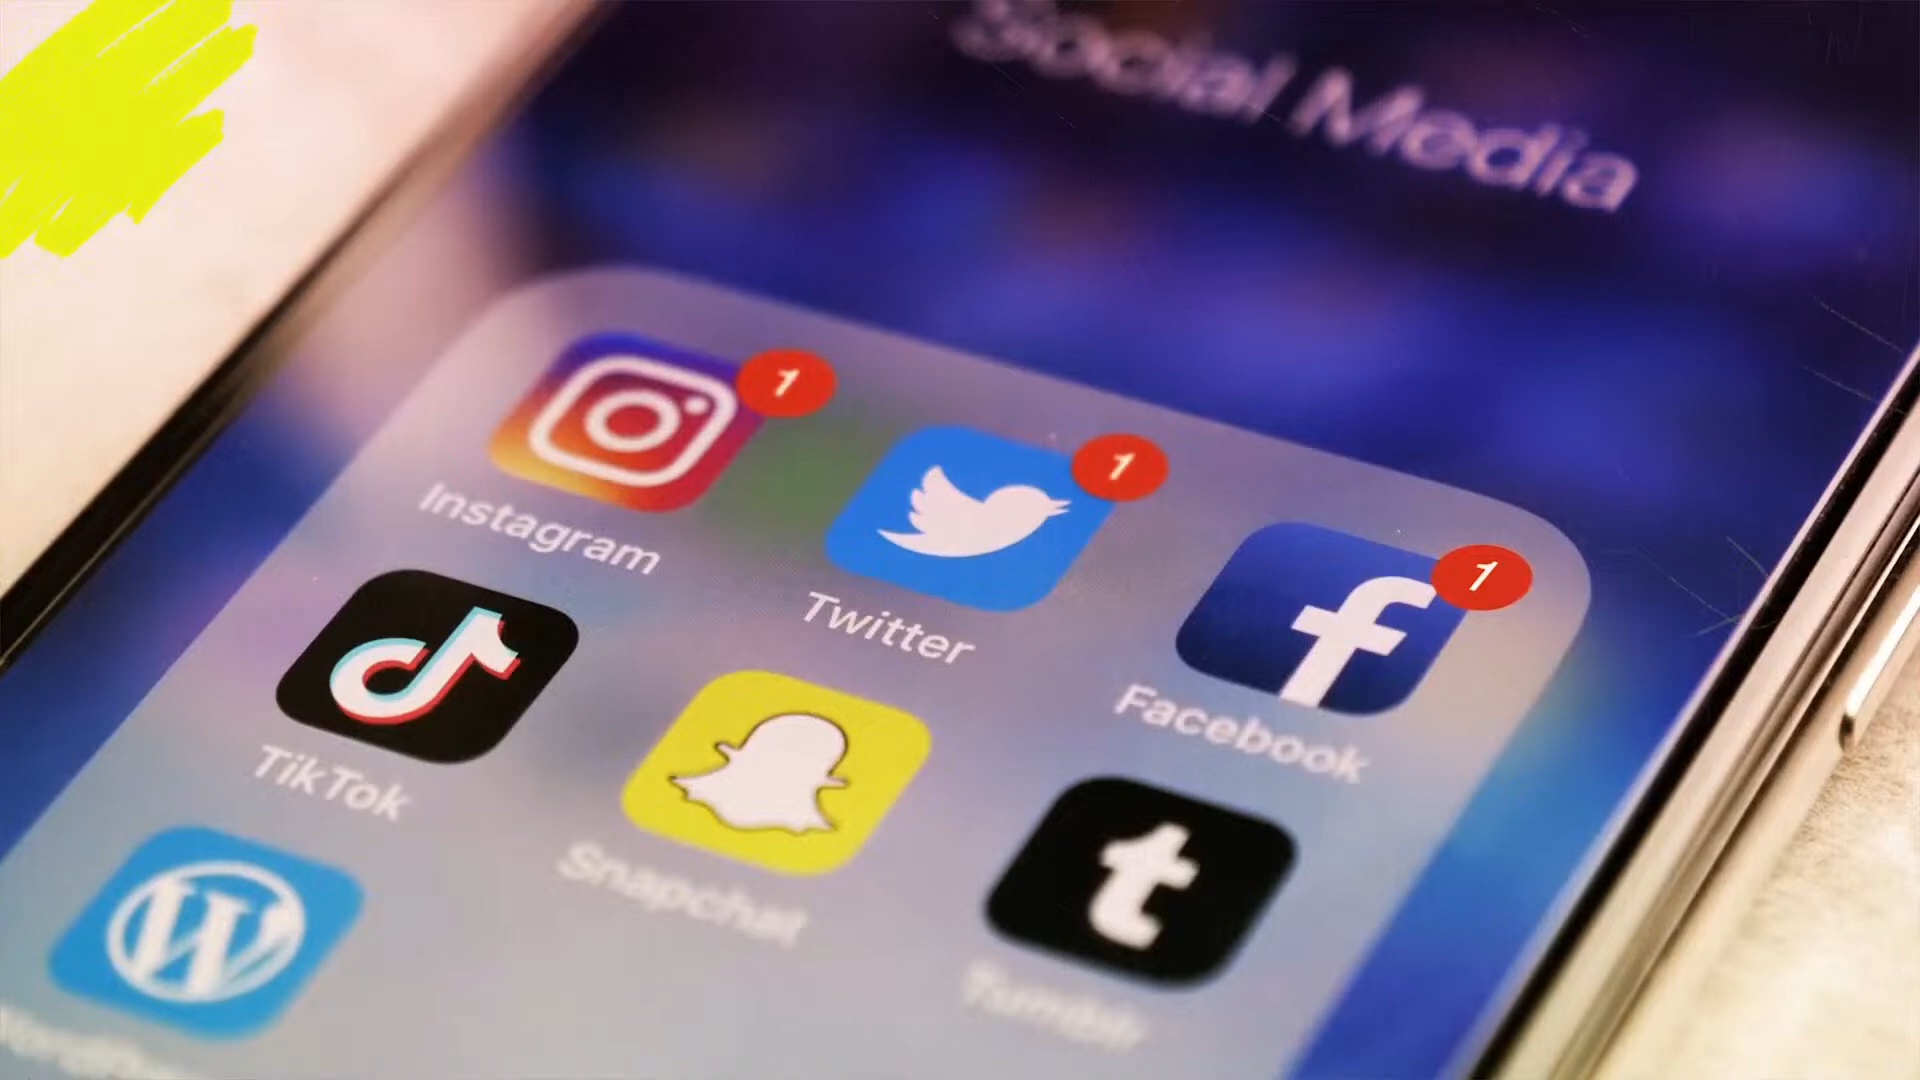 Social Media
1
1
1
Instagram
Twitter
Facebook
TikTok
Snapchat
Tumblr